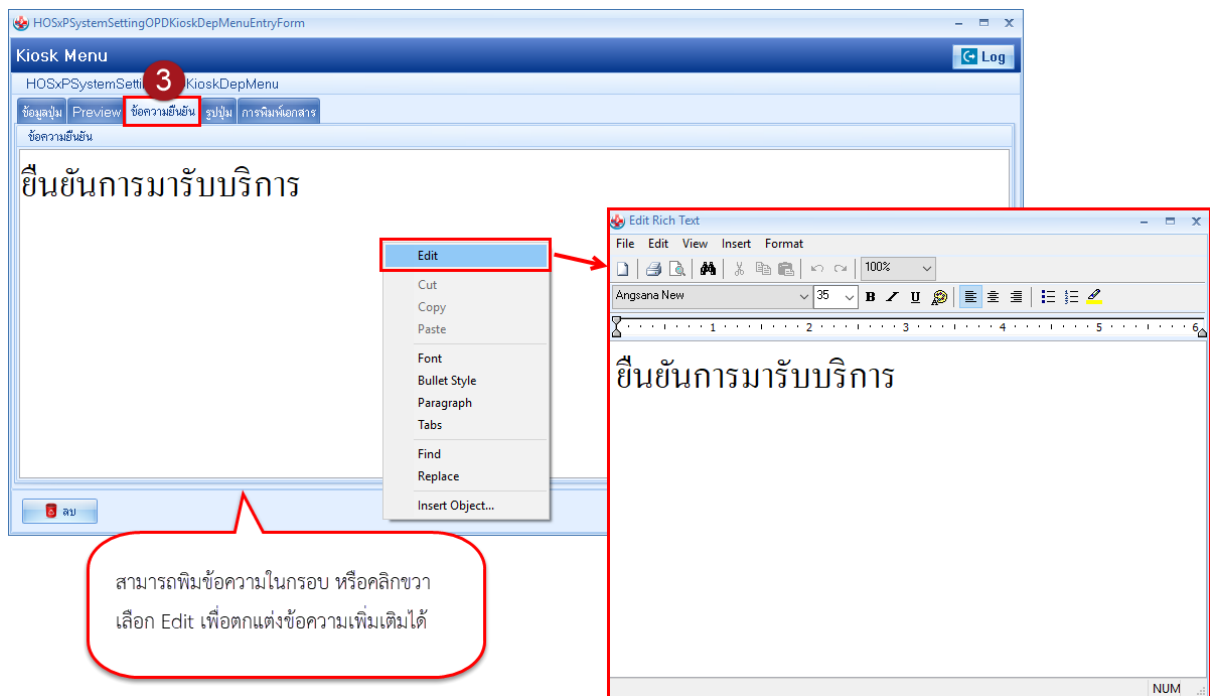 HOSxPSystemSettingOPDKioskDepMenuEntryForm
Kiosk Menu
Log
HOSxPSystemSetti KioskDepMenu
3
ข้อมูลปุ่ม Preview ข้อความยืนยัน รูปปุ่ม การพิมพ์เอกสาร
ข้อความยืนยัน
ยืนยันการมารับบริการ
Edit
Cut
Copy
Paste
Font
Bullet Style
Paragraph
Tabs
Find
Replace
Insert Object...
ลบ
สามารถพิมข้อความในกรอบ หรือคลิกขวา
เลือก Edit เพื่อตกแต่งข้อความเพิ่มเติมได้
Edit Rich Text
File Edit View Insert Format
100%
Angsana New 35 B I U
1 2 3 4 5 6
ยืนยันการมารับบริการ
NUM